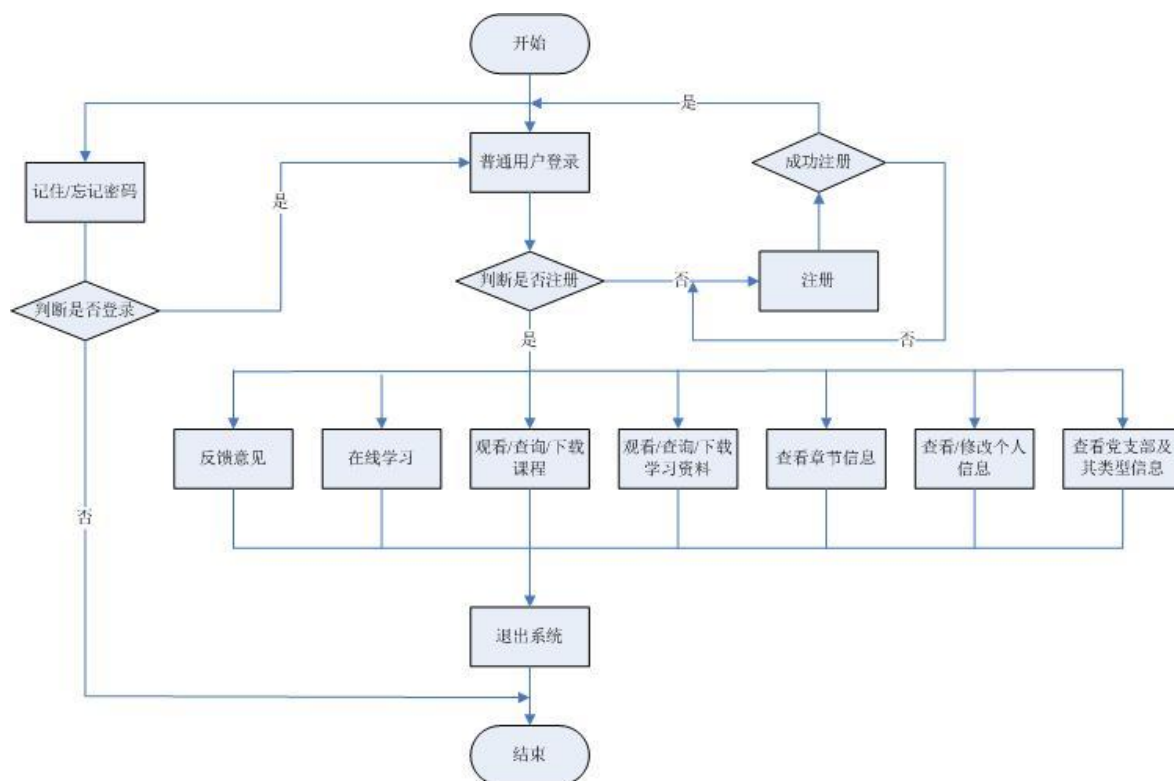 开始
是
普通用户登录
成功注册
记住/忘记密码
是
判断是否注册
否
注册
判断是否登录
否
是
反馈意见
在线学习
观看/查询/下载
课程
观看/查询/下载
学习资料
查看章节信息
查看/修改个人
信息
查看党支部及
其类型信息
否
退出系统
结束